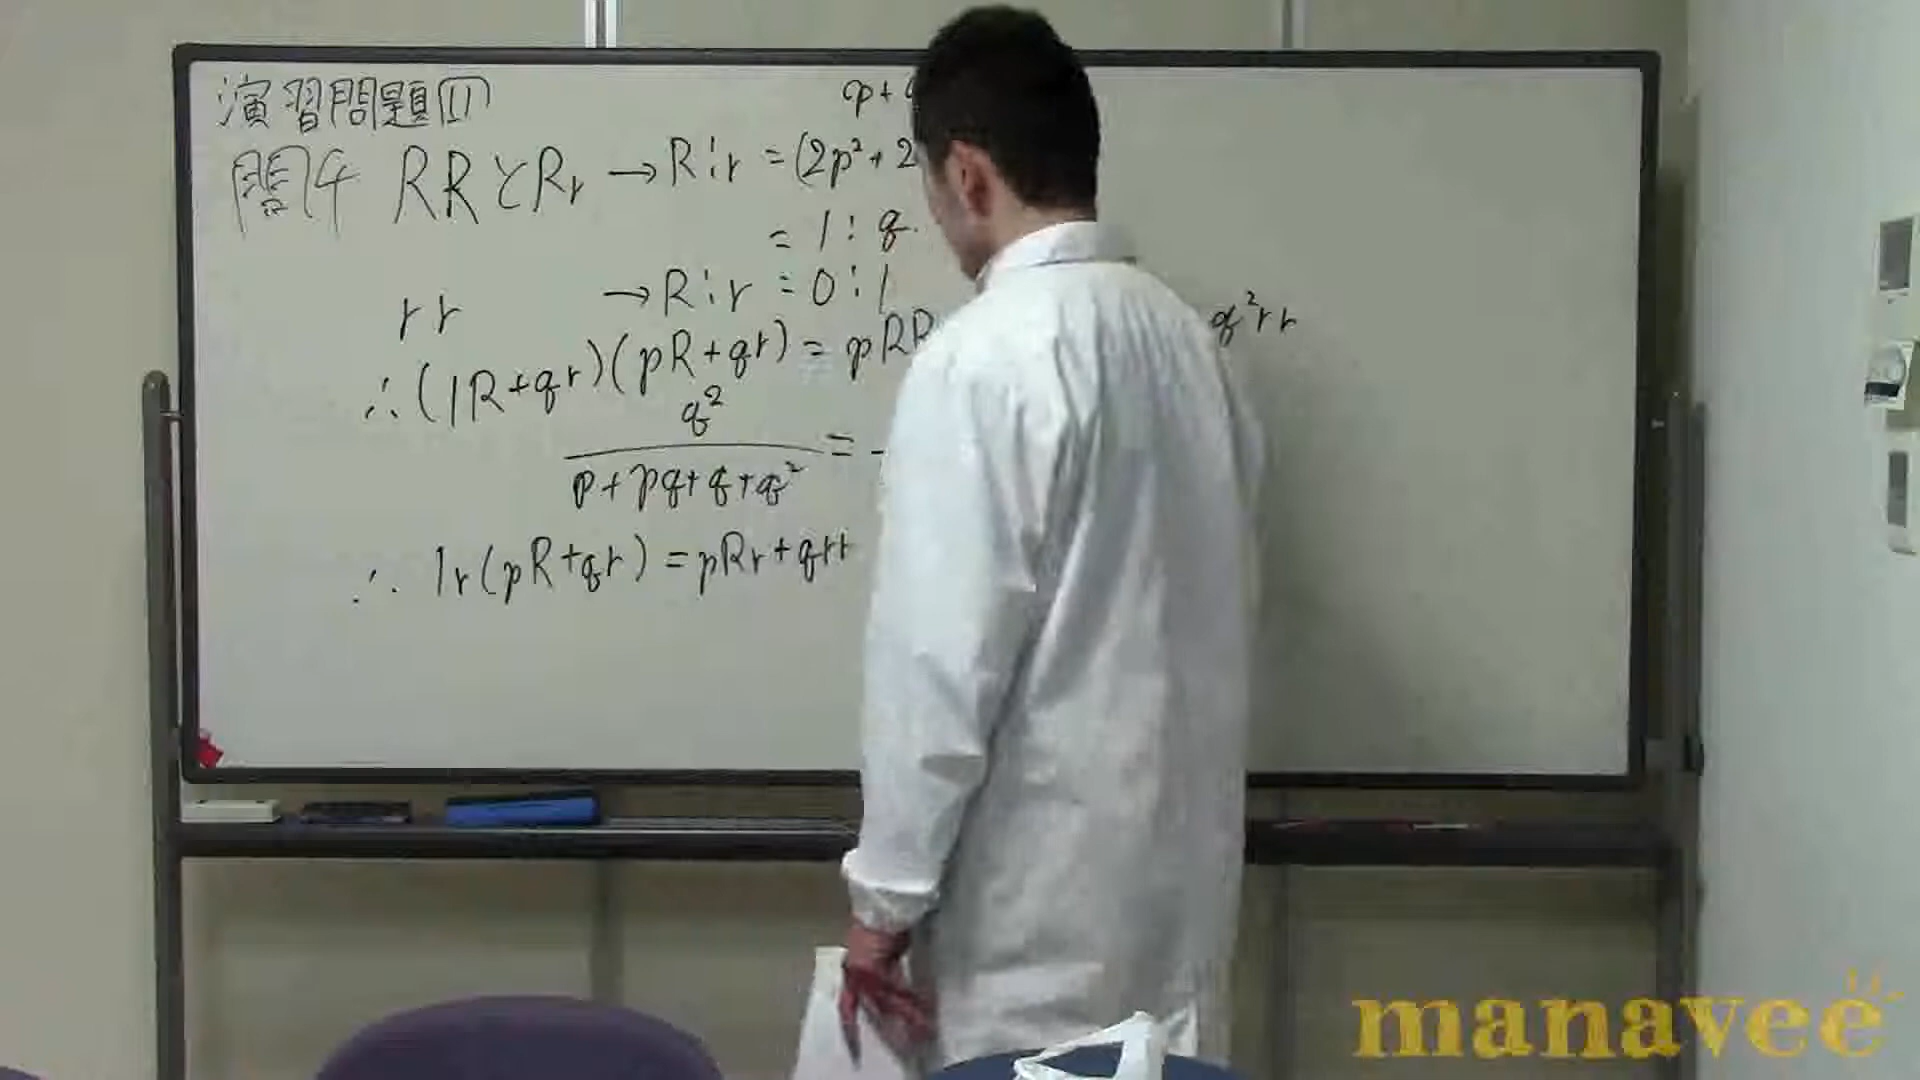 演習問題(1)
p+
問4 RRとRr → R:r = (2p²+2
= 1:q.
rr → R:r = 0:1
∴(1R+qr)(pR+qr) = pRR q²rr
q²
p+pq+q+q² =
∴ 1r(pR+qr) = pRr+qrr
manavee